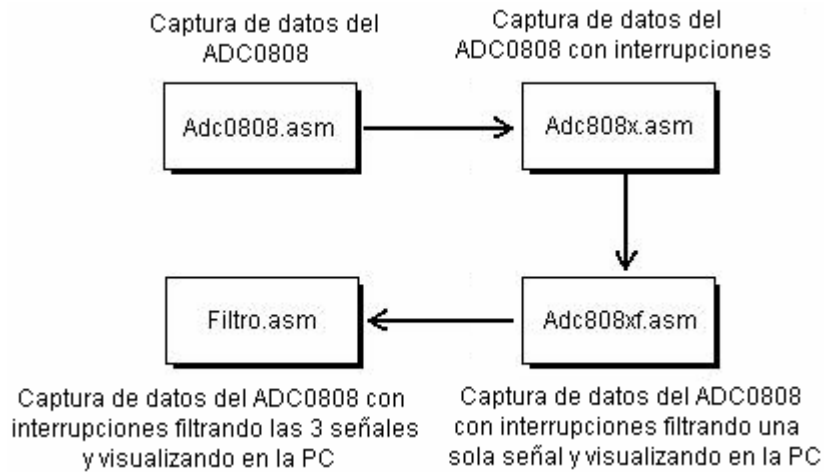 Captura de datos del
ADC0808
Captura de datos del
ADC0808 con interrupciones
Adc0808.asm
Adc808x.asm
Filtro.asm
Adc808xf.asm
Captura de datos del ADC0808 con
interrupciones filtrando las 3 señales
y visualizando en la PC
Captura de datos del ADC0808
con interrupciones filtrando una
sola señal y visualizando en la PC